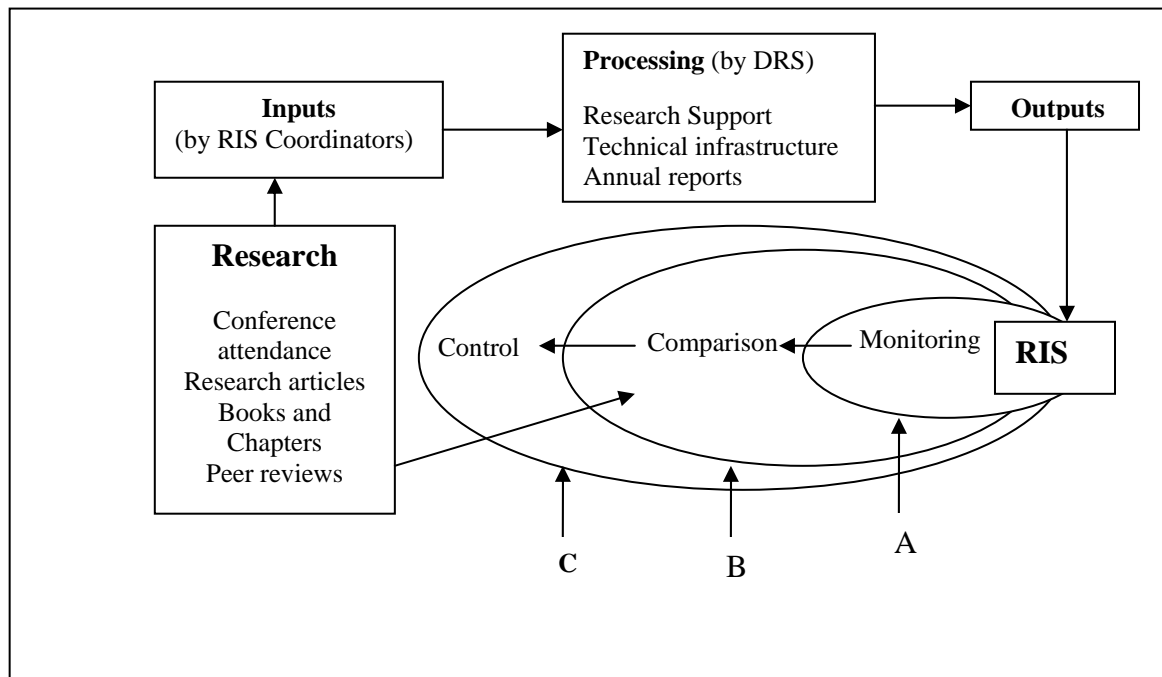 Processing (by DRS)
Research Support
Technical infrastructure
Annual reports
Inputs
(by RIS Coordinators)
Outputs
Research
Conference
attendance
Research articles
Books and
Chapters
Peer reviews
Control
Comparison
Monitoring
RIS
C
B
A